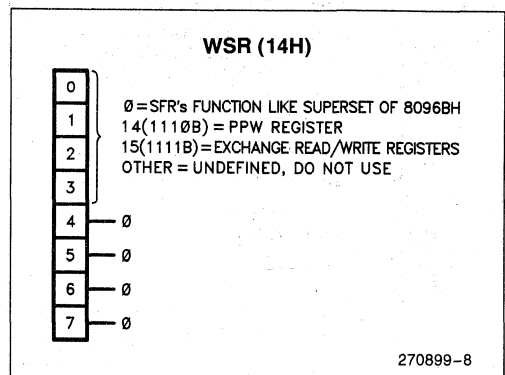 WSR (14H)
0
1
2
3
4
5
6
7
Ø=SFR's FUNCTION LIKE SUPERSET OF 8096BH
14(111ØB) = PPW REGISTER
15(1111B)=EXCHANGE READ/WRITE REGISTERS
OTHER = UNDEFINED, DO NOT USE
Ø
Ø
Ø
Ø
270899-8